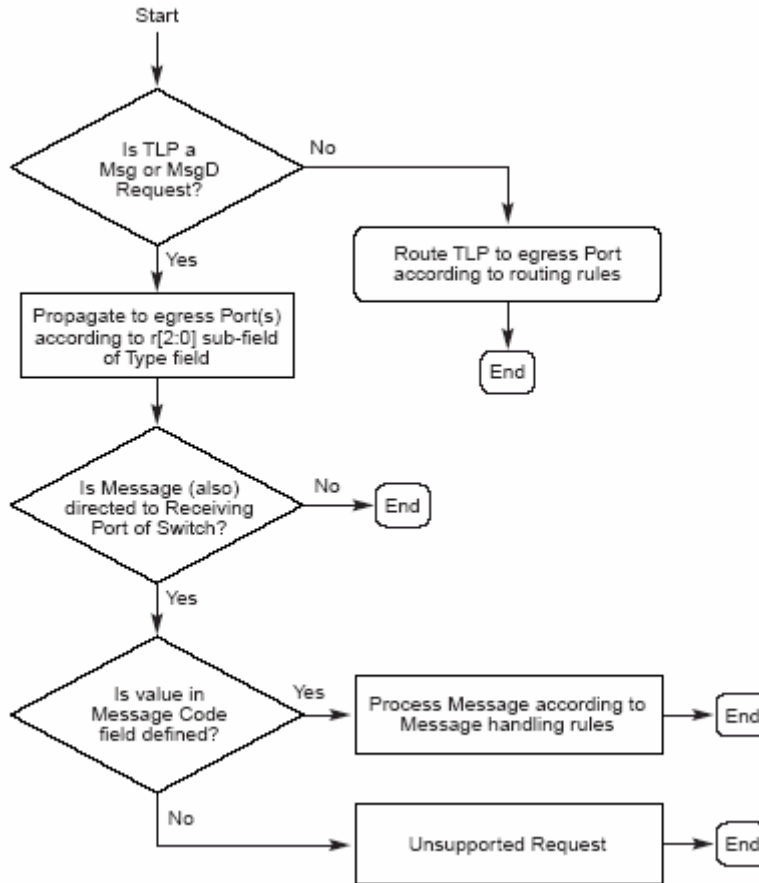 Start
Is TLP a
Msg or MsgD
Request?
No
Yes
Route TLP to egress Port
according to routing rules
Propagate to egress Port(s)
according to r[2:0] sub-field
of Type field
End
Is Message (also)
directed to Receiving
Port of Switch?
No
End
Yes
Is value in
Message Code
field defined?
Yes
Process Message according to
Message handling rules
End
No
Unsupported Request
End